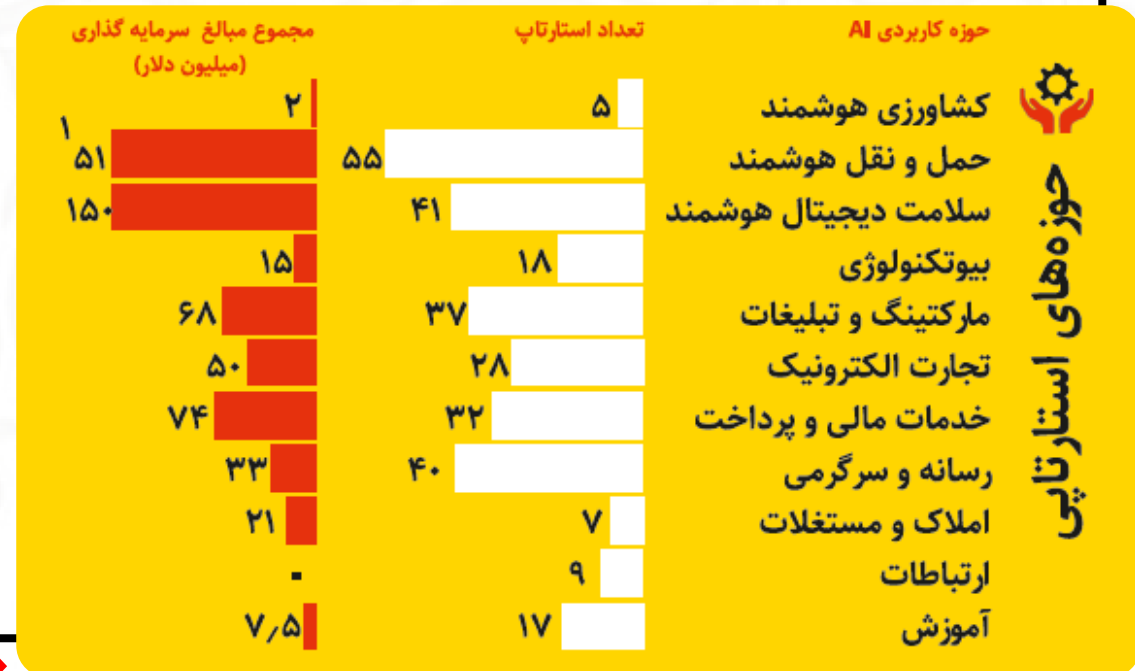 حوزه‌های استارتاپی
حوزه کاربردی AI تعداد استارتاپ مجموع مبالغ سرمایه گذاری
(میلیون دلار)
کشاورزی هوشمند ۵ ۲
حمل و نقل هوشمند ۵۵ ۱۵۱
سلامت دیجیتال هوشمند ۴۱ ۱۵۰
بیوتکنولوژی ۱۸ ۱۵
مارکتینگ و تبلیغات ۳۷ ۶۸
تجارت الکترونیک ۲۸ ۵۰
خدمات مالی و پرداخت ۳۲ ۷۴
رسانه و سرگرمی ۴۰ ۳۳
املاک و مستغلات ۷ ۲۱
ارتباطات ۹ ۰
آموزش ۱۷ ۷٫۵